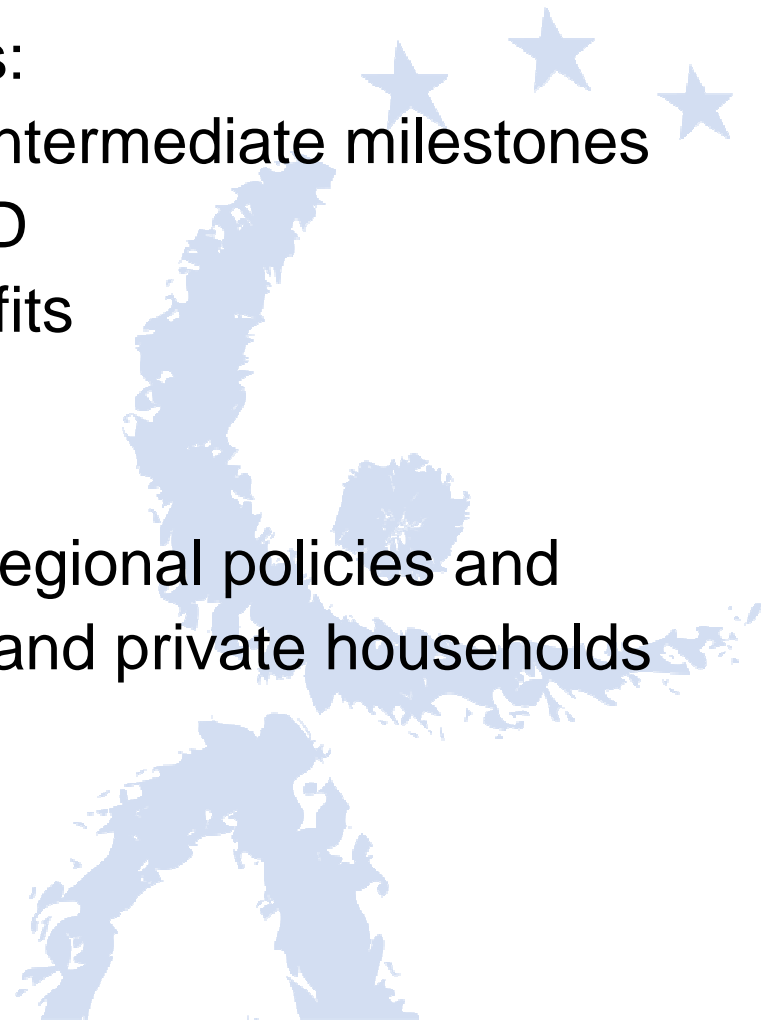 s:
ntermediate milestones
D
fits
egional policies and
and private households